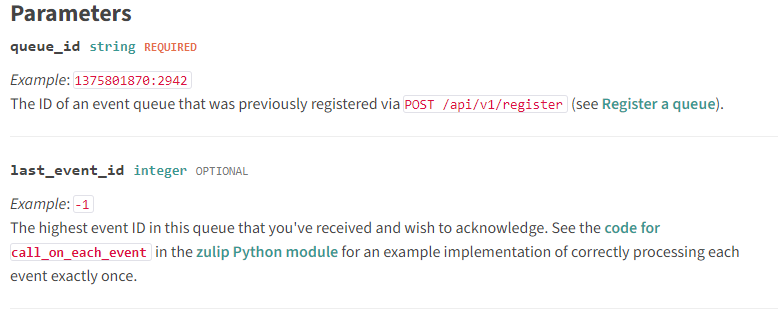 Parameters
queue_id string REQUIRED
Example: 1375801870:2942
The ID of an event queue that was previously registered via POST /api/v1/register (see Register a queue).
last_event_id integer OPTIONAL
Example: -1
The highest event ID in this queue that you've received and wish to acknowledge. See the code for
call_on_each_event in the zulip Python module for an example implementation of correctly processing each
event exactly once.